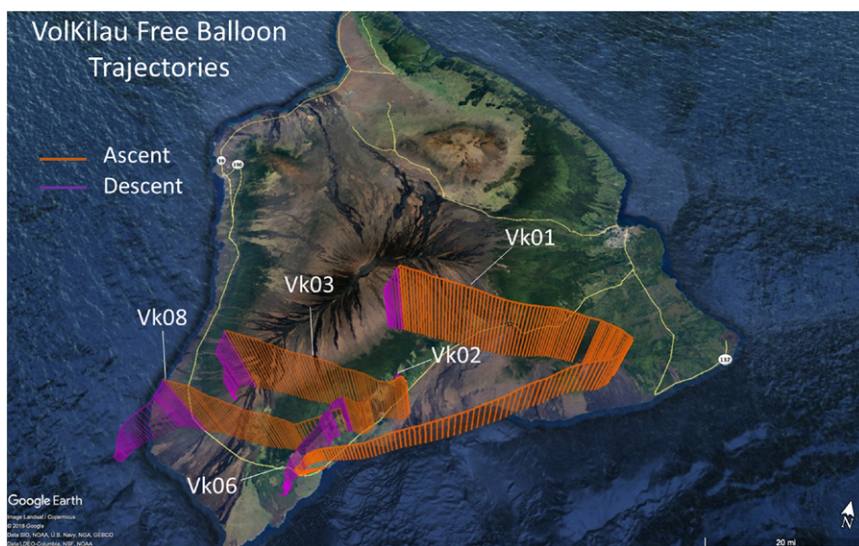 VolKilau Free Balloon
Trajectories
Ascent
Descent
Vk01
Vk03
Vk08
Vk02
Vk06
137
Google Earth
Image Landsat / Copernicus
© 2018 Google
Data SIO, NOAA, U.S. Navy, NGA, GEBCO
Data LDEO-Columbia, NSF, NOAA
N
20 mi